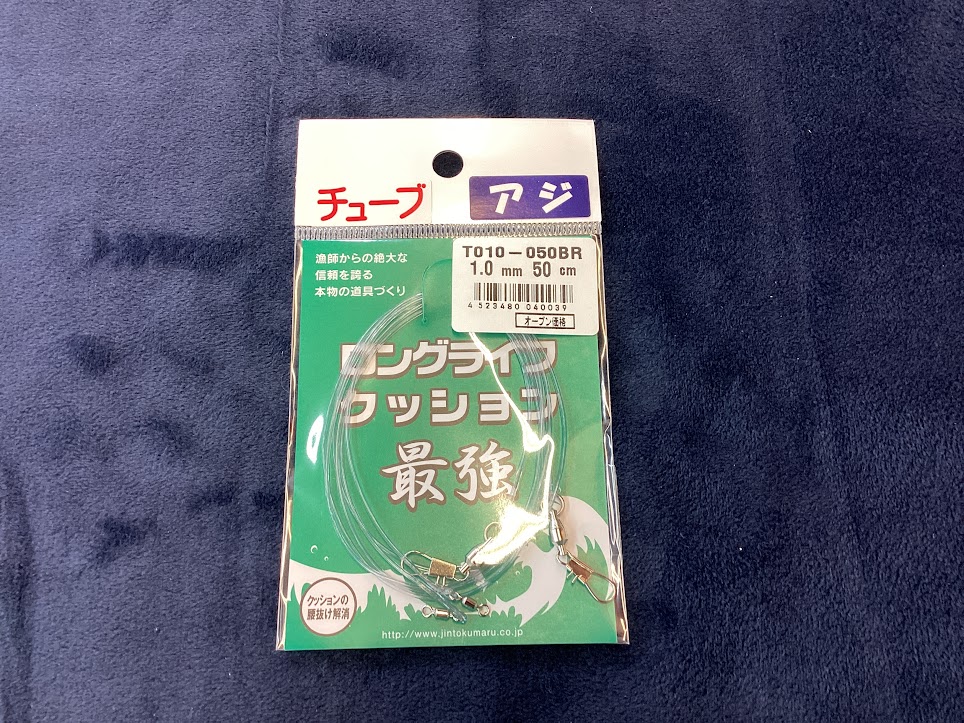 チューブ
アジ
漁師からの絶大な
信頼を誇る
本物の道具づくり
T010-050BR
1.0 mm 50 cm
4 523480 040039
オープン価格
ロングライフ
クッション
最強
クッションの
腰抜け解消
http://www.jintokumaru.co.jp